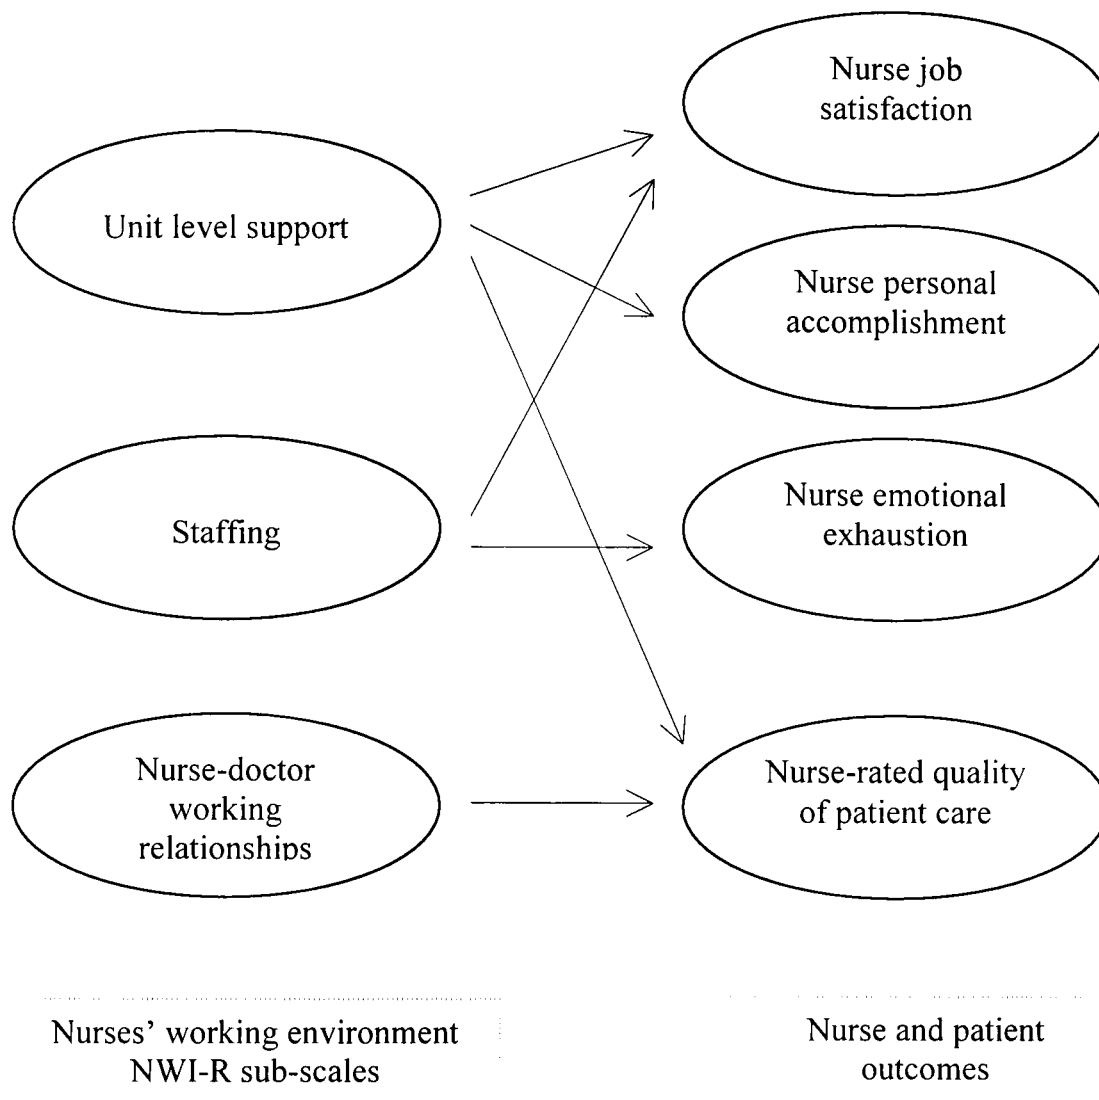 Nurse job
satisfaction
Unit level support
Nurse personal
accomplishment
Staffing
Nurse emotional
exhaustion
Nurse-doctor
working
relationships
Nurse-rated quality
of patient care
Nurses' working environment
NWI-R sub-scales
Nurse and patient
outcomes